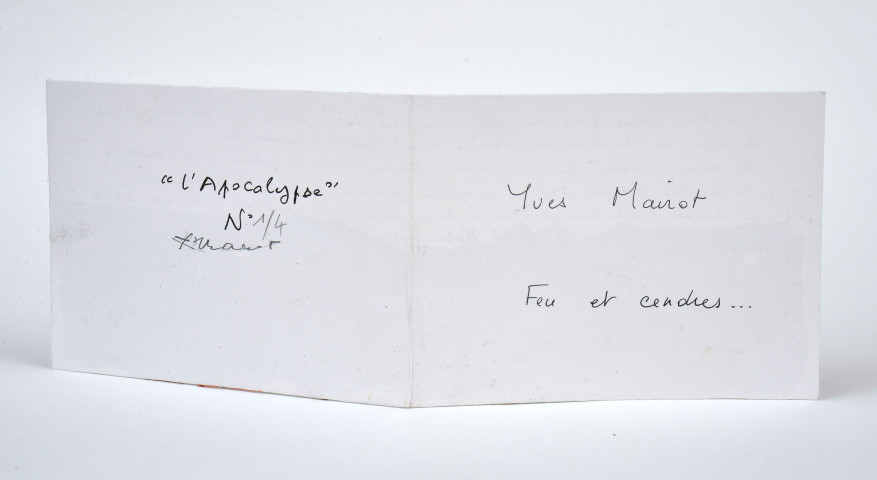 “l'Apocalypse”
N° 1/4
Yves Mairot
Feu et cendres...